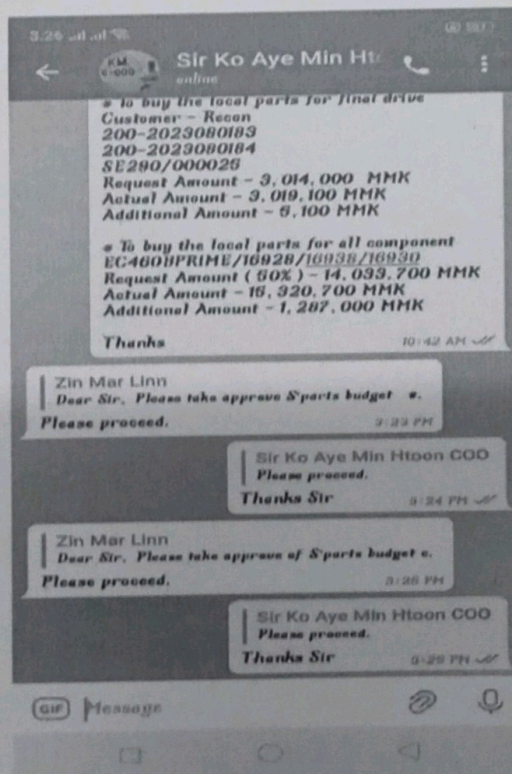 3.26
Sir Ko Aye Min Ht
online
* To buy the local parts for final drive
Customer - Recon
200-2023080183
200-2023080184
SE280/000025
Request Amount - 3,014,000 MMK
Actual Amount - 3,019,100 MMK
Additional Amount - 5,100 MMK
* To buy the local parts for all component
EC460BPRIME/16928/16938/16930
Request Amount ( 50% ) - 14,033,700 MMK
Actual Amount - 15,320,700 MMK
Additional Amount - 1,287,000 MMK
Thanks
10:42 AM
Zin Mar Linn
Dear Sir. Please take approve S'parts budget e.
Please proceed.
3:23 PM
Sir Ko Aye Min Htoon COO
Please proceed.
Thanks Sir
3:24 PM
Zin Mar Linn
Dear Sir. Please take approve of S'parts budget e.
Please proceed.
3:25 PM
Sir Ko Aye Min Htoon COO
Please proceed.
Thanks Sir
3:25 PM
GIF
Message